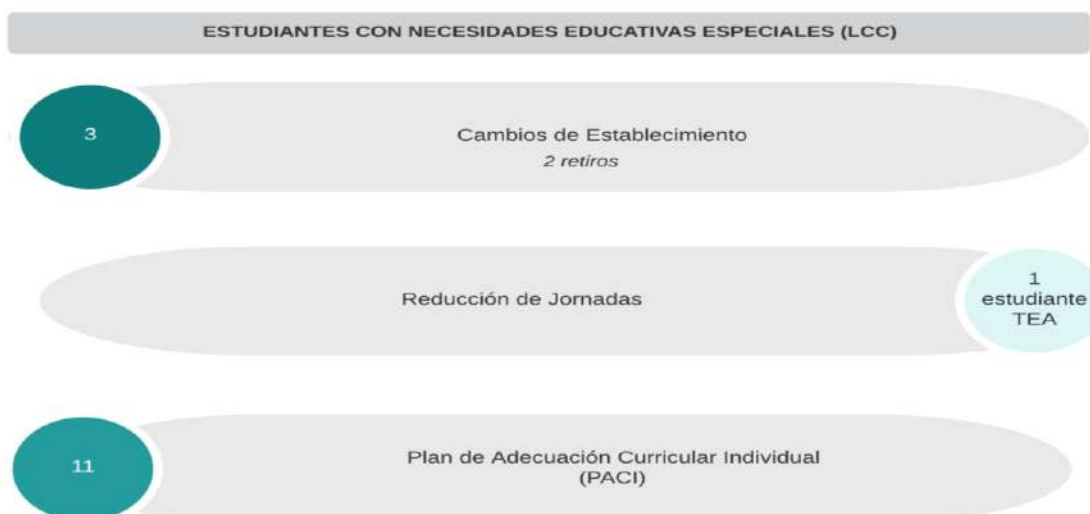 ESTUDIANTES CON NECESIDADES EDUCATIVAS ESPECIALES (LCC)
3
Cambios de Establecimiento
2 retiros
Reducción de Jornadas
1
estudiante
TEA
11
Plan de Adecuación Curricular Individual
(PACI)